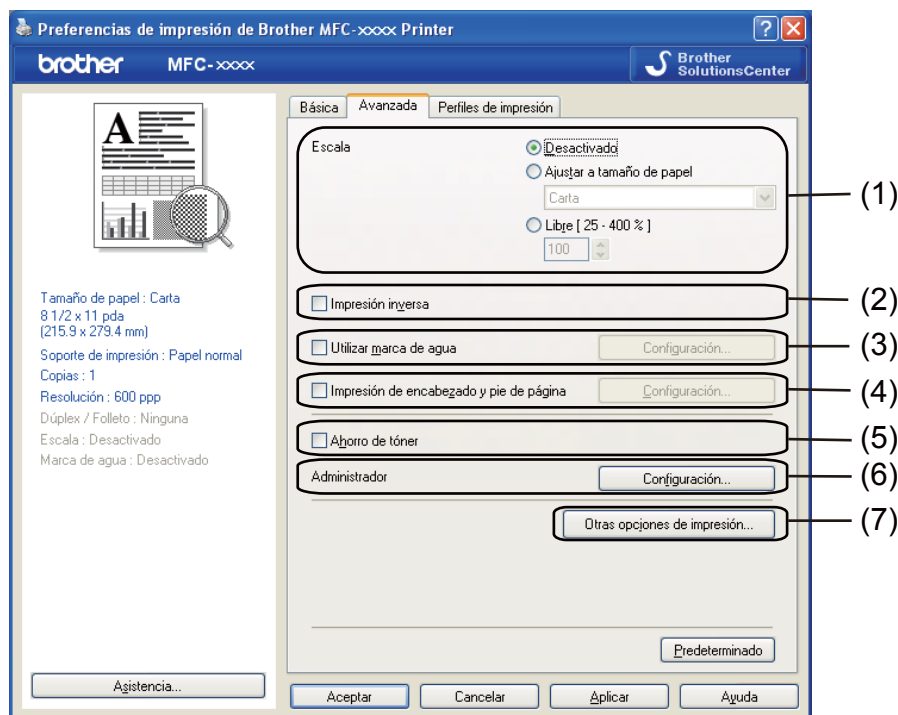 Preferencias de impresión de Brother MFC-xxxx Printer
brother MFC-xxxx
Brother
SolutionsCenter
Básica Avanzada Perfiles de impresión
A
Escala
Desactivado
Ajustar a tamaño de papel
Carta
(1)
Libre [ 25 - 400 % ]
100
Tamaño de papel : Carta
8 1/2 x 11 pda
(215.9 x 279.4 mm)
Soporte de impresión : Papel normal
Copias : 1
Resolución : 600 ppp
Dúplex / Folleto : Ninguna
Escala : Desactivado
Marca de agua : Desactivado
Impresión inversa (2)
Utilizar marca de agua Configuración... (3)
Impresión de encabezado y pie de página Configuración... (4)
Ahorro de tóner (5)
Administrador Configuración... (6)
Otras opciones de impresión... (7)
Predeterminado
Asistencia...
Aceptar Cancelar Aplicar Ayuda